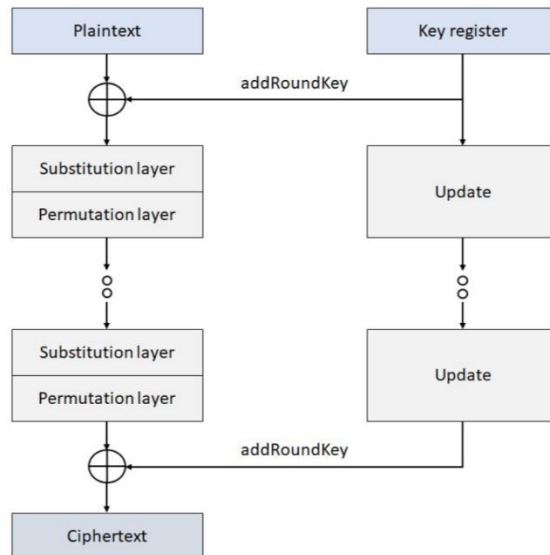 Plaintext
Key register
addRoundKey
Substitution layer
Permutation layer
Update
Substitution layer
Permutation layer
Update
addRoundKey
Ciphertext